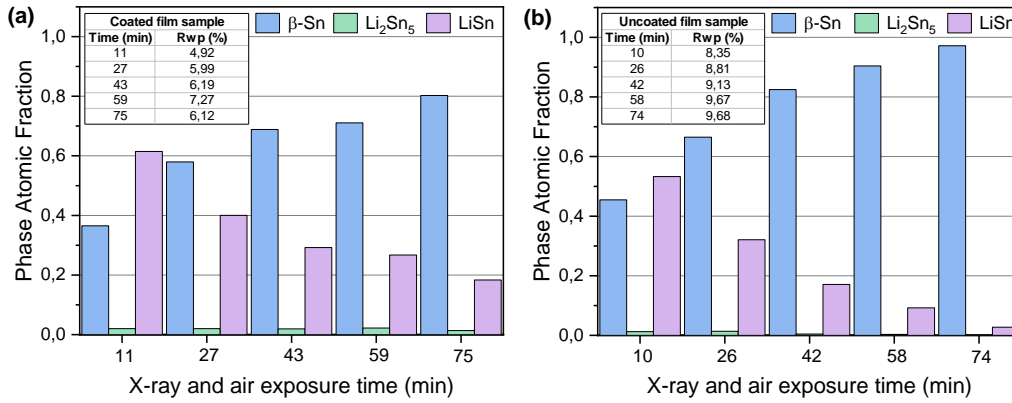 (a)
Coated film sample
Time (min) Rwp (%)
11 4,92
27 5,99
43 6,19
59 7,27
75 6,12
β-Sn Li₂Sn₅ LiSn
1,0
0,8
0,6
0,4
0,2
0,0
Phase Atomic Fraction
11 27 43 59 75
X-ray and air exposure time (min)
(b)
Uncoated film sample
Time (min) Rwp (%)
10 8,35
26 8,81
42 9,13
58 9,67
74 9,68
β-Sn Li₂Sn₅ LiSn
1,0
0,8
0,6
0,4
0,2
0,0
Phase Atomic Fraction
10 26 42 58 74
X-ray and air exposure time (min)